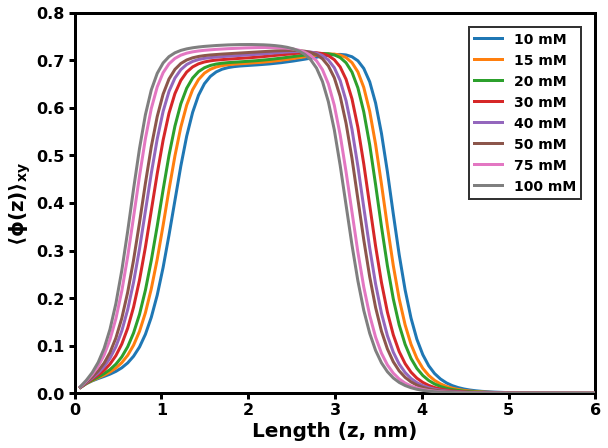 0.8
0.7
0.6
0.5
0.4
0.3
0.2
0.1
0.0
⟨ϕ(z)⟩xy
10 mM
15 mM
20 mM
30 mM
40 mM
50 mM
75 mM
100 mM
0 1 2 3 4 5 6
Length (z, nm)